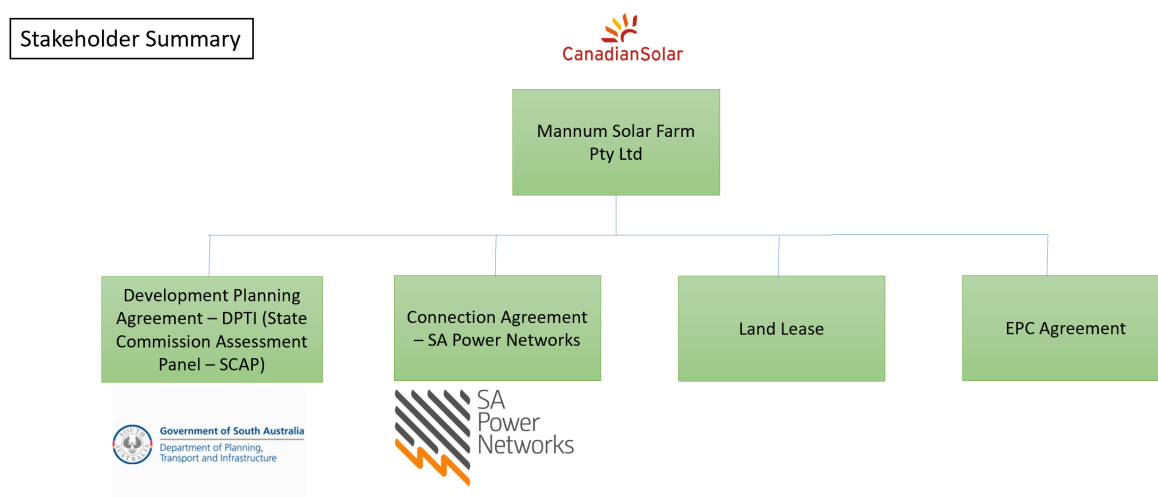 Stakeholder Summary
CanadianSolar
Mannum Solar Farm
Pty Ltd
Development Planning
Agreement – DPTI (State
Commission Assessment
Panel – SCAP)
Connection Agreement
– SA Power Networks
Land Lease
EPC Agreement
Government of South Australia
Department of Planning,
Transport and Infrastructure
SA
Power
Networks